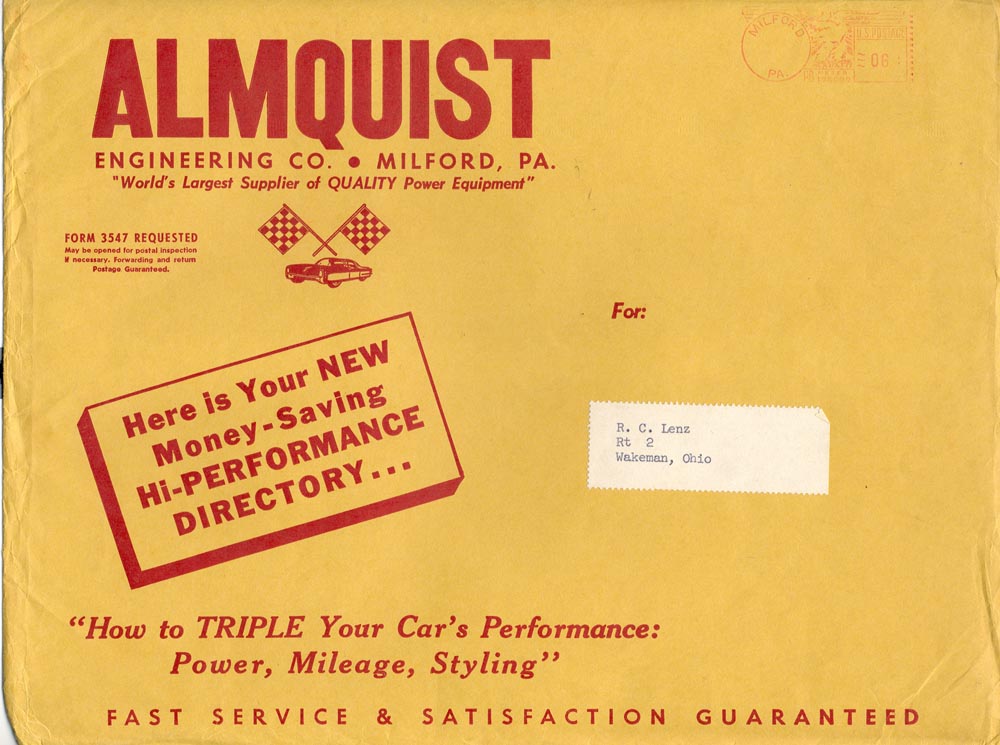 ALMQUIST
ENGINEERING CO. • MILFORD, PA.
"World's Largest Supplier of QUALITY Power Equipment"
MILFORD
PA.
U.S. POSTAGE
06
FORM 3547 REQUESTED
May be opened for postal inspection
if necessary. Forwarding and return
Postage Guaranteed.
For:
Here is Your NEW
Money-Saving
Hi-PERFORMANCE
DIRECTORY...
R. C. Lenz
Rt 2
Wakeman, Ohio
"How to TRIPLE Your Car's Performance:
Power, Mileage, Styling"
FAST SERVICE & SATISFACTION GUARANTEED